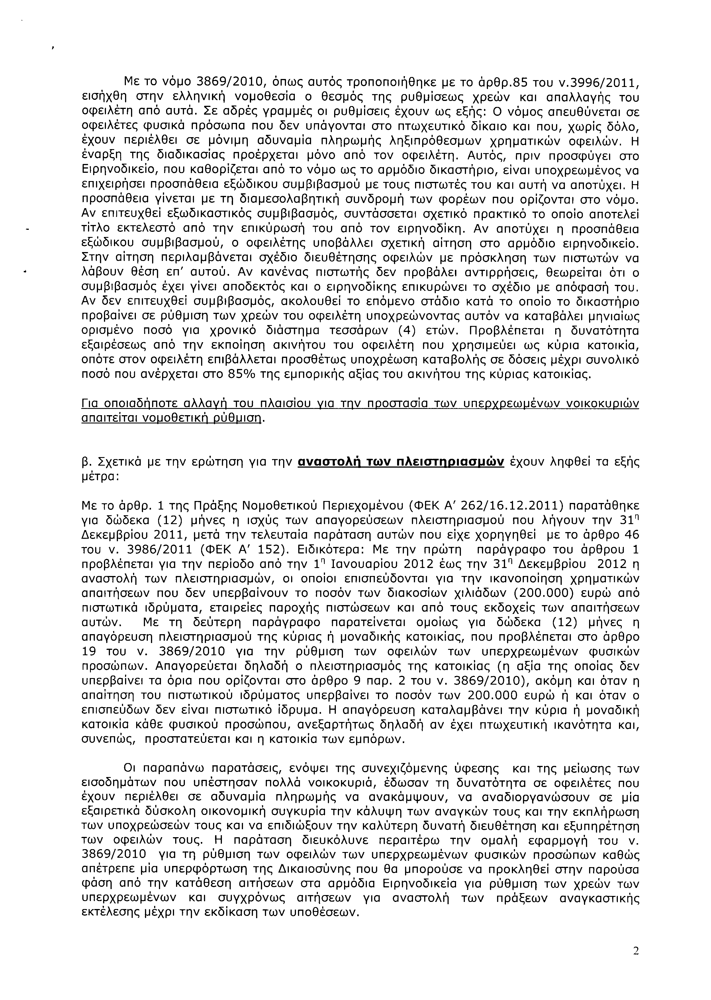 Με το νόμο 3869/2010, όπως αυτός τροποποιήθηκε με το άρθρ.85 του ν.3996/2011,
εισήχθη στην ελληνική νομοθεσία ο θεσμός της ρυθμίσεως χρεών και απαλλαγής του
οφειλέτη από αυτά. Σε αδρές γραμμές οι ρυθμίσεις έχουν ως εξής: Ο νόμος απευθύνεται σε
οφειλέτες φυσικά πρόσωπα που δεν υπάγονται στο πτωχευτικό δίκαιο και που, χωρίς δόλο,
έχουν περιέλθει σε μόνιμη αδυναμία πληρωμής ληξιπρόθεσμων χρηματικών οφειλών. Η
έναρξη της διαδικασίας προέρχεται μόνο από τον οφειλέτη. Αυτός, πριν προσφύγει στο
Ειρηνοδικείο, που καθορίζεται από το νόμο ως το αρμόδιο δικαστήριο, είναι υποχρεωμένος να
επιχειρήσει προσπάθεια εξώδικου συμβιβασμού με τους πιστωτές του και αυτή να αποτύχει. Η
προσπάθεια γίνεται με τη διαμεσολαβητική συνδρομή των φορέων που ορίζονται στο νόμο.
Αν επιτευχθεί εξωδικαστικός συμβιβασμός, συντάσσεται σχετικό πρακτικό το οποίο αποτελεί
τίτλο εκτελεστό από την επικύρωσή του από τον ειρηνοδίκη. Αν αποτύχει η προσπάθεια
εξώδικου συμβιβασμού, ο οφειλέτης υποβάλλει σχετική αίτηση στο αρμόδιο ειρηνοδικείο.
Στην αίτηση περιλαμβάνεται σχέδιο διευθέτησης οφειλών με πρόσκληση των πιστωτών να
λάβουν θέση επ' αυτού. Αν κανένας πιστωτής δεν προβάλει αντιρρήσεις, θεωρείται ότι ο
συμβιβασμός έχει γίνει αποδεκτός και ο ειρηνοδίκης επικυρώνει το σχέδιο με απόφασή του.
Αν δεν επιτευχθεί συμβιβασμός, ακολουθεί το επόμενο στάδιο κατά το οποίο το δικαστήριο
προβαίνει σε ρύθμιση των χρεών του οφειλέτη υποχρεώνοντας αυτόν να καταβάλει μηνιαίως
ορισμένο ποσό για χρονικό διάστημα τεσσάρων (4) ετών. Προβλέπεται η δυνατότητα
εξαιρέσεως από την εκποίηση ακινήτου του οφειλέτη που χρησιμεύει ως κύρια κατοικία,
οπότε στον οφειλέτη επιβάλλεται προσθέτως υποχρέωση καταβολής σε δόσεις μέχρι συνολικό
ποσό που ανέρχεται στο 85% της εμπορικής αξίας του ακινήτου της κύριας κατοικίας.
Για οποιαδήποτε αλλαγή του πλαισίου για την προστασία των υπερχρεωμένων νοικοκυριών
απαιτείται νομοθετική ρύθμιση.
β. Σχετικά με την ερώτηση για την αναστολή των πλειστηριασμών έχουν ληφθεί τα εξής
μέτρα:
Με το άρθρ. 1 της Πράξης Νομοθετικού Περιεχομένου (ΦΕΚ Α' 262/16.12.2011) παρατάθηκε
για δώδεκα (12) μήνες η ισχύς των απαγορεύσεων πλειστηριασμού που λήγουν την 31η
Δεκεμβρίου 2011, μετά την τελευταία παράταση αυτών που είχε χορηγηθεί με το άρθρο 46
του ν. 3986/2011 (ΦΕΚ Α' 152). Ειδικότερα: Με την πρώτη παράγραφο του άρθρου 1
προβλέπεται για την περίοδο από την 1η Ιανουαρίου 2012 έως την 31η Δεκεμβρίου 2012 η
αναστολή των πλειστηριασμών, οι οποίοι επισπεύδονται για την ικανοποίηση χρηματικών
απαιτήσεων που δεν υπερβαίνουν το ποσόν των διακοσίων χιλιάδων (200.000) ευρώ από
πιστωτικά ιδρύματα, εταιρείες παροχής πιστώσεων και από τους εκδοχείς των απαιτήσεων
αυτών. Με τη δεύτερη παράγραφο παρατείνεται ομοίως για δώδεκα (12) μήνες η
απαγόρευση πλειστηριασμού της κύριας ή μοναδικής κατοικίας, που προβλέπεται στο άρθρο
19 του ν. 3869/2010 για την ρύθμιση των οφειλών των υπερχρεωμένων φυσικών
προσώπων. Απαγορεύεται δηλαδή ο πλειστηριασμός της κατοικίας (η αξία της οποίας δεν
υπερβαίνει τα όρια που ορίζονται στο άρθρο 9 παρ. 2 του ν. 3869/2010), ακόμη και όταν η
απαίτηση του πιστωτικού ιδρύματος υπερβαίνει το ποσόν των 200.000 ευρώ ή και όταν ο
επισπεύδων δεν είναι πιστωτικό ίδρυμα. Η απαγόρευση καταλαμβάνει την κύρια ή μοναδική
κατοικία κάθε φυσικού προσώπου, ανεξαρτήτως δηλαδή αν έχει πτωχευτική ικανότητα και,
συνεπώς, προστατεύεται και η κατοικία των εμπόρων.
Οι παραπάνω παρατάσεις, ενόψει της συνεχιζόμενης ύφεσης και της μείωσης των
εισοδημάτων που υπέστησαν πολλά νοικοκυριά, έδωσαν τη δυνατότητα σε οφειλέτες που
έχουν περιέλθει σε αδυναμία πληρωμής να ανακάμψουν, να αναδιοργανώσουν σε μία
εξαιρετικά δύσκολη οικονομική συγκυρία την κάλυψη των αναγκών τους και την εκπλήρωση
των υποχρεώσεών τους και να επιδιώξουν την καλύτερη δυνατή διευθέτηση και εξυπηρέτηση
των οφειλών τους. Η παράταση διευκόλυνε περαιτέρω την ομαλή εφαρμογή του ν.
3869/2010 για τη ρύθμιση των οφειλών των υπερχρεωμένων φυσικών προσώπων καθώς
απέτρεπε μία υπερφόρτωση της Δικαιοσύνης που θα μπορούσε να προκληθεί στην παρούσα
φάση από την κατάθεση αιτήσεων στα αρμόδια Ειρηνοδικεία για ρύθμιση των χρεών των
υπερχρεωμένων και συγχρόνως αιτήσεων για αναστολή των πράξεων αναγκαστικής
εκτέλεσης μέχρι την εκδίκαση των υποθέσεων.
2